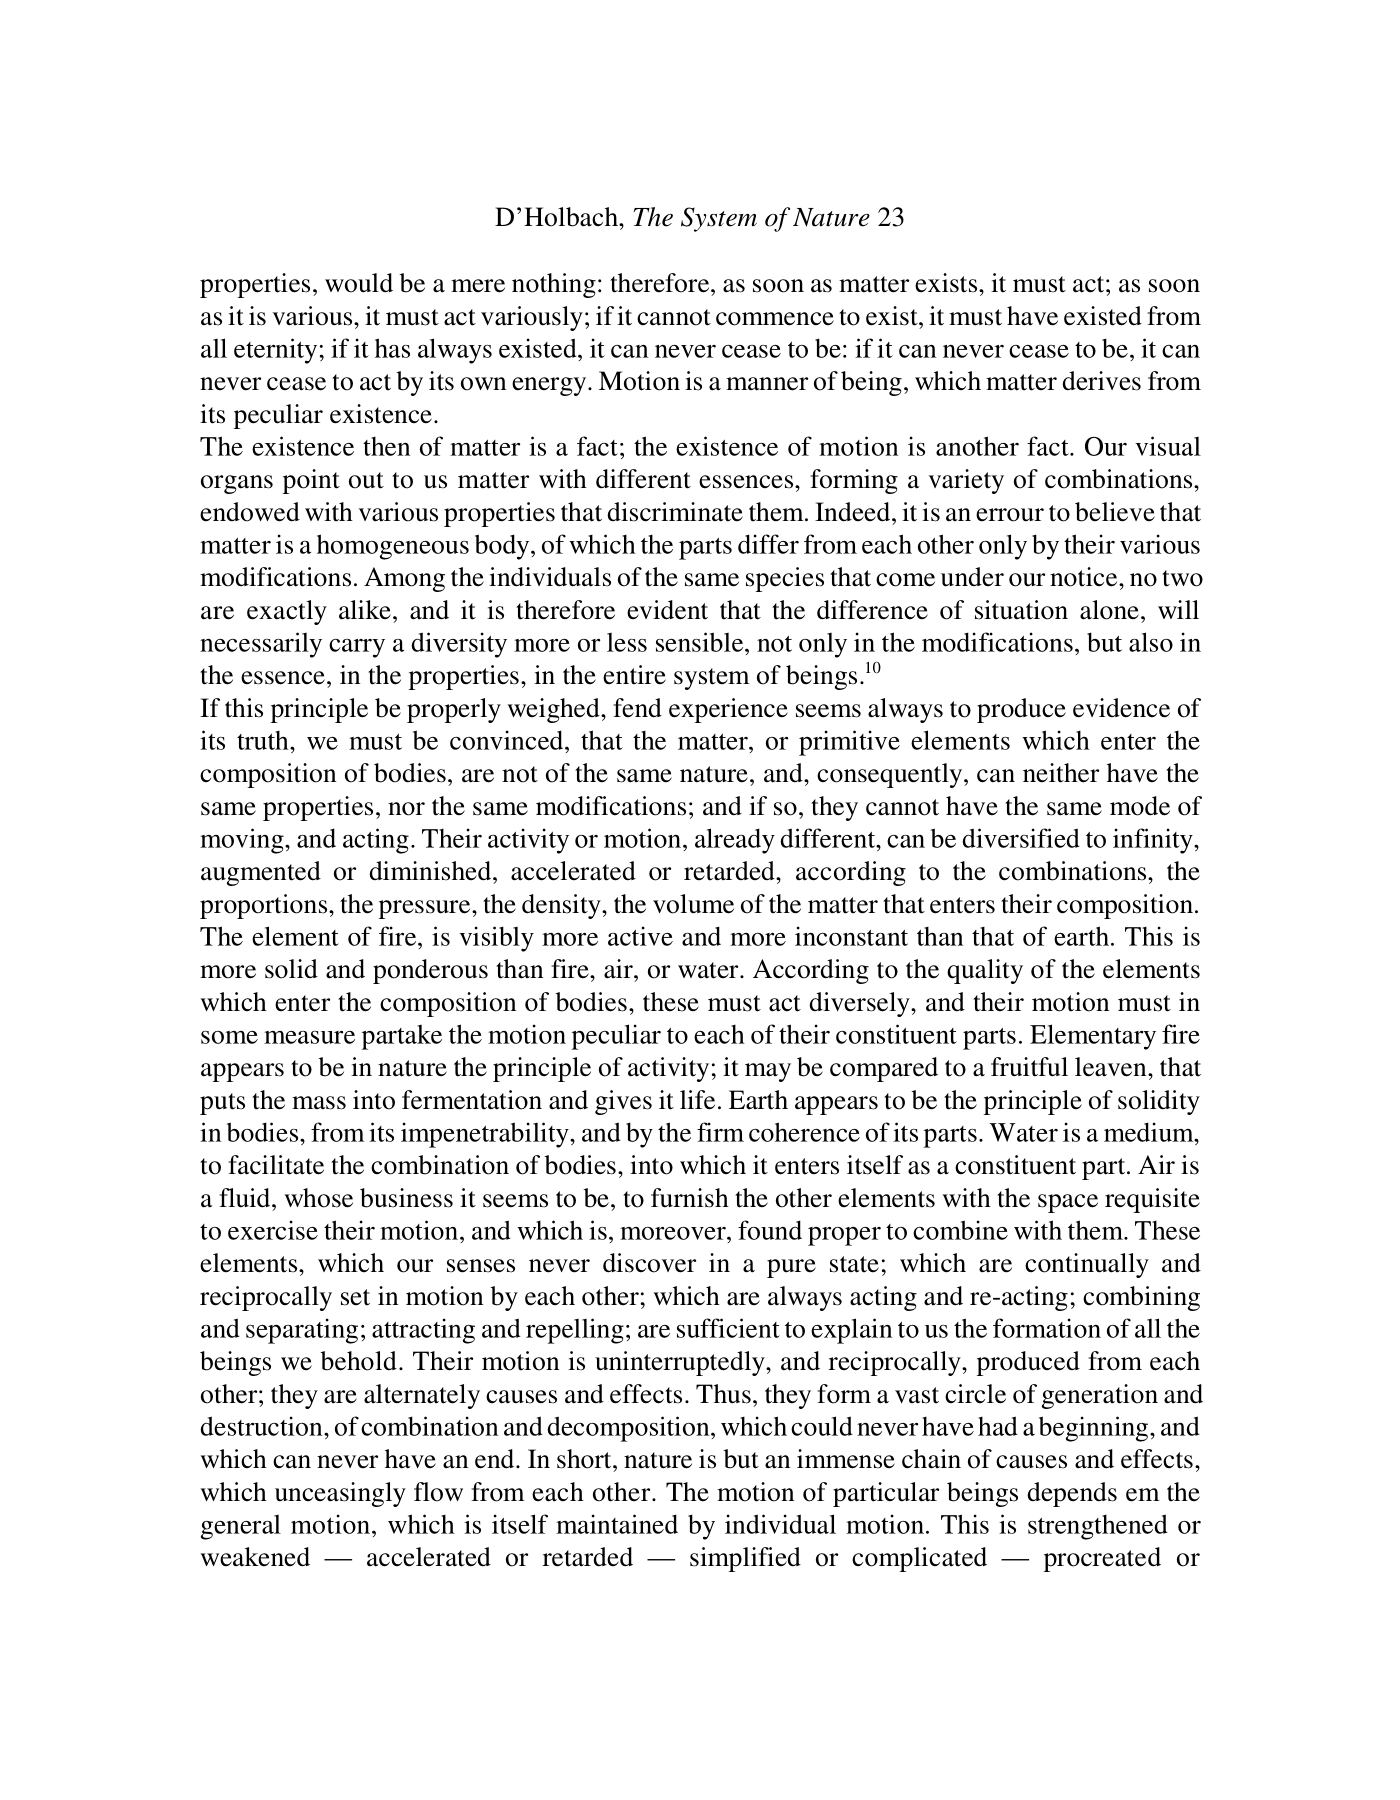 D’Holbach, The System of Nature 23
properties, would be a mere nothing: therefore, as soon as matter exists, it must act; as soon
as it is various, it must act variously; if it cannot commence to exist, it must have existed from
all eternity; if it has always existed, it can never cease to be: if it can never cease to be, it can
never cease to act by its own energy. Motion is a manner of being, which matter derives from
its peculiar existence.
The existence then of matter is a fact; the existence of motion is another fact. Our visual
organs point out to us matter with different essences, forming a variety of combinations,
endowed with various properties that discriminate them. Indeed, it is an errour to believe that
matter is a homogeneous body, of which the parts differ from each other only by their various
modifications. Among the individuals of the same species that come under our notice, no two
are exactly alike, and it is therefore evident that the difference of situation alone, will
necessarily carry a diversity more or less sensible, not only in the modifications, but also in
the essence, in the properties, in the entire system of beings.10
If this principle be properly weighed, fend experience seems always to produce evidence of
its truth, we must be convinced, that the matter, or primitive elements which enter the
composition of bodies, are not of the same nature, and, consequently, can neither have the
same properties, nor the same modifications; and if so, they cannot have the same mode of
moving, and acting. Their activity or motion, already different, can be diversified to infinity,
augmented or diminished, accelerated or retarded, according to the combinations, the
proportions, the pressure, the density, the volume of the matter that enters their composition.
The element of fire, is visibly more active and more inconstant than that of earth. This is
more solid and ponderous than fire, air, or water. According to the quality of the elements
which enter the composition of bodies, these must act diversely, and their motion must in
some measure partake the motion peculiar to each of their constituent parts. Elementary fire
appears to be in nature the principle of activity; it may be compared to a fruitful leaven, that
puts the mass into fermentation and gives it life. Earth appears to be the principle of solidity
in bodies, from its impenetrability, and by the firm coherence of its parts. Water is a medium,
to facilitate the combination of bodies, into which it enters itself as a constituent part. Air is
a fluid, whose business it seems to be, to furnish the other elements with the space requisite
to exercise their motion, and which is, moreover, found proper to combine with them. These
elements, which our senses never discover in a pure state; which are continually and
reciprocally set in motion by each other; which are always acting and re-acting; combining
and separating; attracting and repelling; are sufficient to explain to us the formation of all the
beings we behold. Their motion is uninterruptedly, and reciprocally, produced from each
other; they are alternately causes and effects. Thus, they form a vast circle of generation and
destruction, of combination and decomposition, which could never have had a beginning, and
which can never have an end. In short, nature is but an immense chain of causes and effects,
which unceasingly flow from each other. The motion of particular beings depends em the
general motion, which is itself maintained by individual motion. This is strengthened or
weakened — accelerated or retarded — simplified or complicated — procreated or